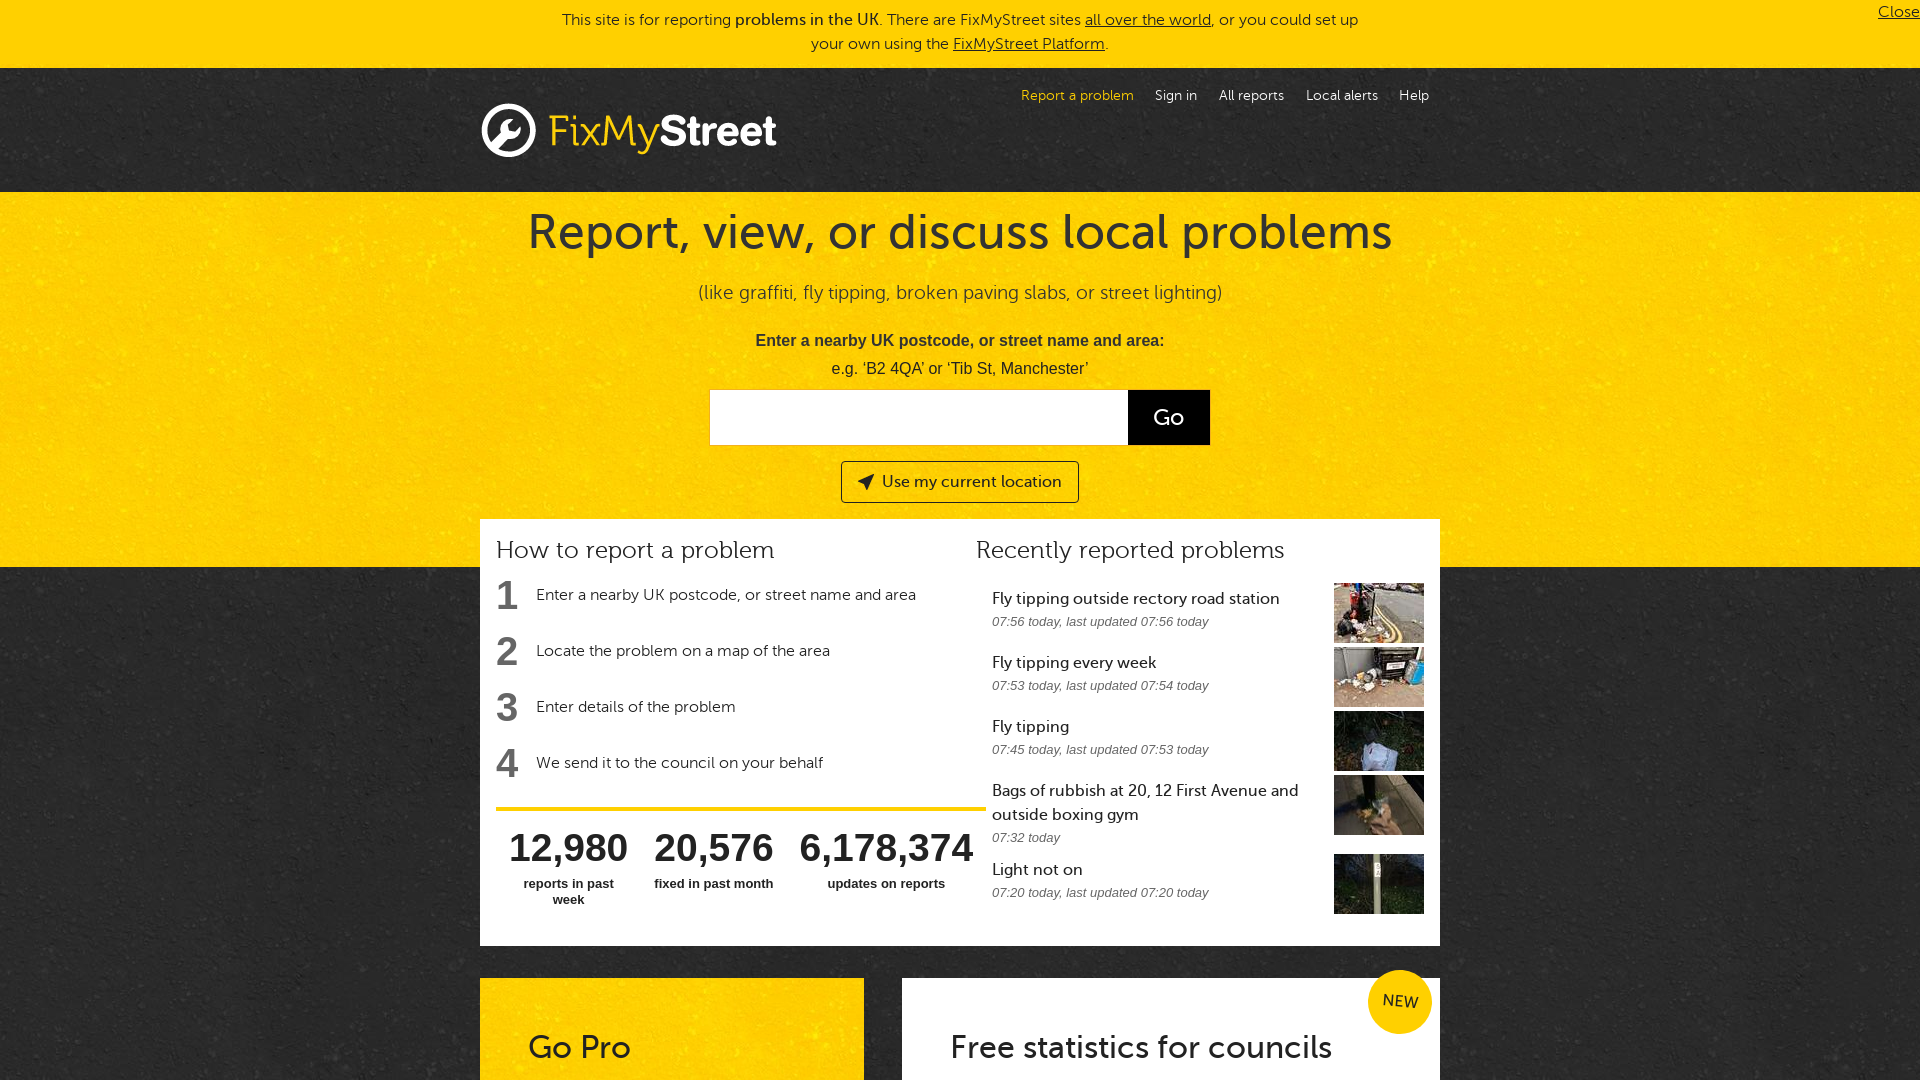 This site is for reporting problems in the UK. There are FixMyStreet sites all over the world, or you could set up
your own using the FixMyStreet Platform.
Close
Report a problem
Sign in
All reports
Local alerts
Help
FixMyStreet
Report, view, or discuss local problems
(like graffiti, fly tipping, broken paving slabs, or street lighting)
Enter a nearby UK postcode, or street name and area:
e.g. ‘B2 4QA’ or ‘Tib St, Manchester’
Go
Use my current location
How to report a problem
1 Enter a nearby UK postcode, or street name and area
2 Locate the problem on a map of the area
3 Enter details of the problem
4 We send it to the council on your behalf
12,980
reports in past
week
20,576
fixed in past month
6,178,374
updates on reports
Recently reported problems
Fly tipping outside rectory road station
07:56 today, last updated 07:56 today
Fly tipping every week
07:53 today, last updated 07:54 today
Fly tipping
07:45 today, last updated 07:53 today
Bags of rubbish at 20, 12 First Avenue and
outside boxing gym
07:32 today
Light not on
07:20 today, last updated 07:20 today
Go Pro
NEW
Free statistics for councils